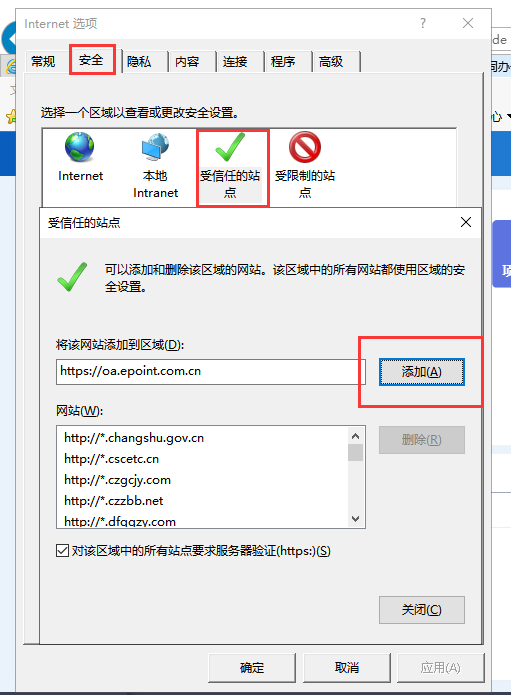 Internet 选项
常规
安全
隐私
内容
连接
程序
高级
选择一个区域以查看或更改安全设置。
Internet
本地
Intranet
受信任的站
点
受限制的站
点
受信任的站点
可以添加和删除该区域的网站。该区域中的所有网站都使用区域的安
全设置。
将该网站添加到区域(D):
https://oa.epoint.com.cn
添加(A)
网站(W):
http://*.changshu.gov.cn
http://*.cscetc.cn
http://*.czgcjy.com
http://*.czzbb.net
http://*.dfggzy.com
删除(R)
对该区域中的所有站点要求服务器验证(https:)(S)
关闭(C)
确定
取消
应用(A)